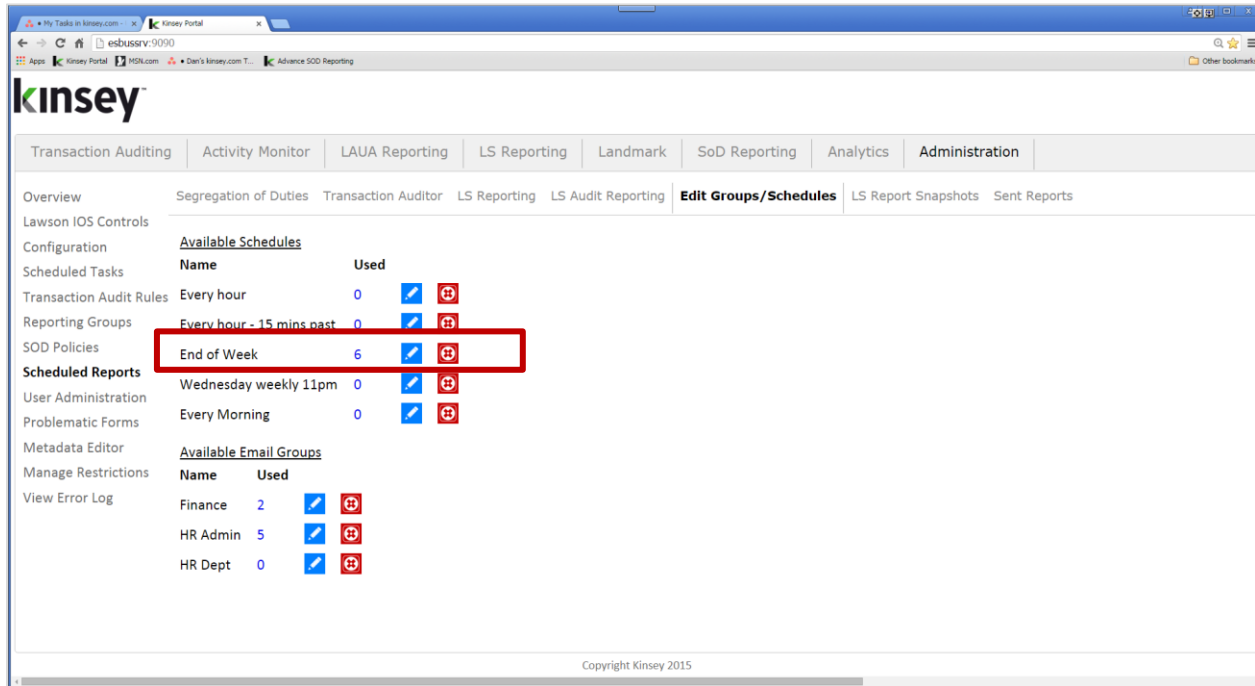 My Tasks in kinsey.com - Kinsey Portal
esbussrv:9090
Apps Kinsey Portal MSN.com Dan's kinsey.com T... Advance SOD Reporting Other bookmarks
kinsey
Transaction Auditing Activity Monitor LAUA Reporting LS Reporting Landmark SoD Reporting Analytics Administration
Segregation of Duties Transaction Auditor LS Reporting LS Audit Reporting Edit Groups/Schedules LS Report Snapshots Sent Reports
Overview
Lawson IOS Controls
Configuration
Scheduled Tasks
Transaction Audit Rules
Reporting Groups
SOD Policies
Scheduled Reports
User Administration
Problematic Forms
Metadata Editor
Manage Restrictions
View Error Log
Available Schedules
Name Used
Every hour 0
Every hour - 15 mins past 0
End of Week 6
Wednesday weekly 11pm 0
Every Morning 0
Available Email Groups
Name Used
Finance 2
HR Admin 5
HR Dept 0
Copyright Kinsey 2015